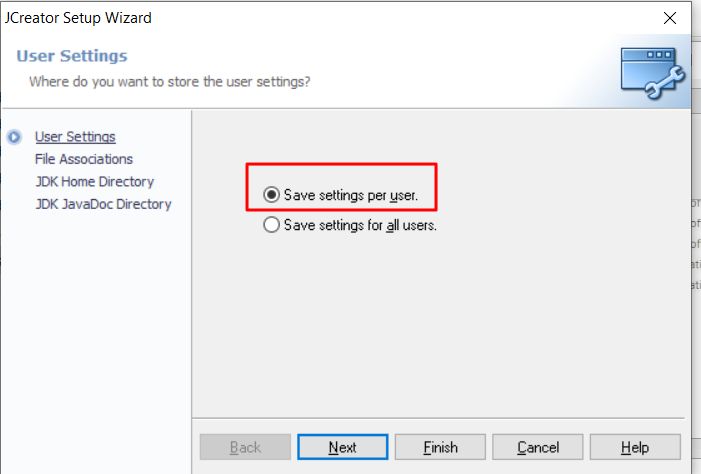 JCreator Setup Wizard
User Settings
Where do you want to store the user settings?
User Settings
File Associations
JDK Home Directory
JDK JavaDoc Directory
Save settings per user.
Save settings for all users.
Back
Next
Finish
Cancel
Help